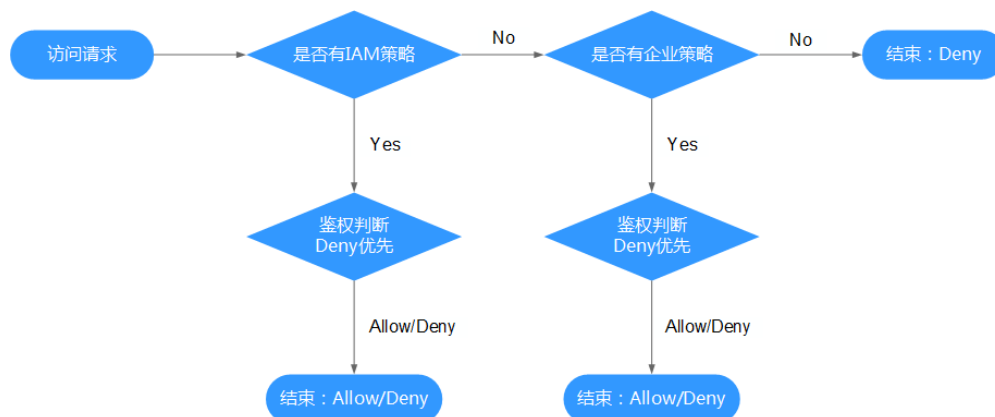 访问请求
是否有IAM策略
No
是否有企业策略
No
结束：Deny
Yes
Yes
鉴权判断
Deny优先
鉴权判断
Deny优先
Allow/Deny
Allow/Deny
结束：Allow/Deny
结束：Allow/Deny